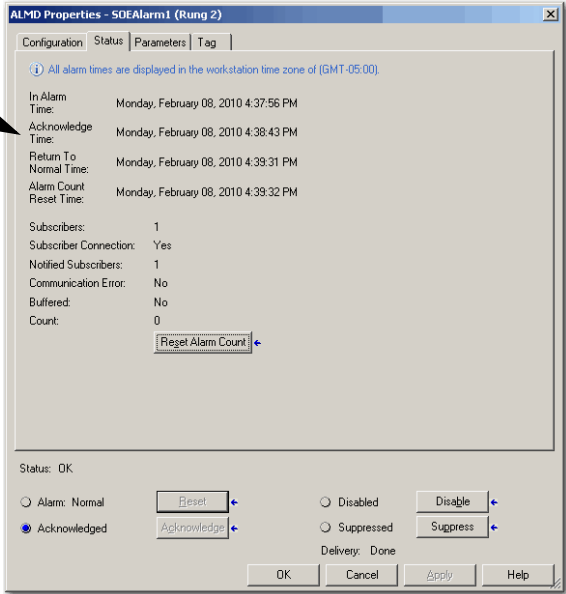 ALMD Properties - SOEAlarm1 (Rung 2)
Configuration Status Parameters Tag
All alarm times are displayed in the workstation time zone of (GMT-05:00).
In Alarm
Time: Monday, February 08, 2010 4:37:56 PM
Acknowledge
Time: Monday, February 08, 2010 4:38:43 PM
Return To
Normal Time: Monday, February 08, 2010 4:39:31 PM
Alarm Count
Reset Time: Monday, February 08, 2010 4:39:32 PM
Subscribers: 1
Subscriber Connection: Yes
Notified Subscribers: 1
Communication Error: No
Buffered: No
Count: 0
Reset Alarm Count
Status: OK
Alarm: Normal Reset Disabled Disable
Acknowledged Acknowledge Suppressed Suppress
Delivery: Done
OK Cancel Apply Help